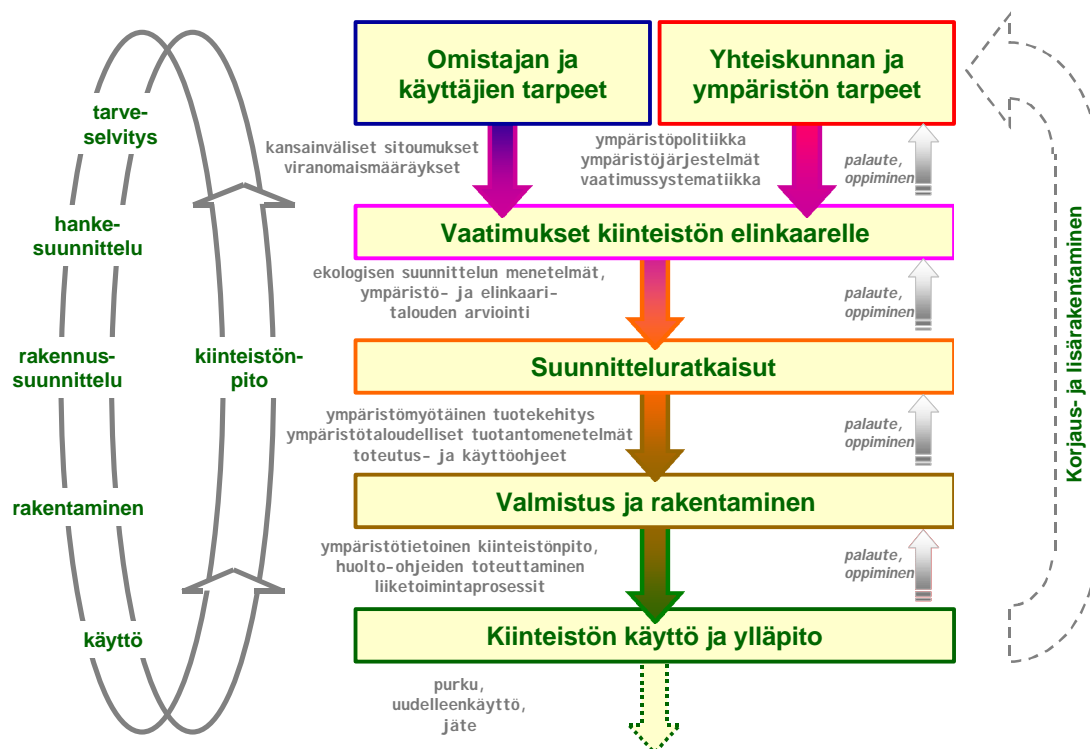 Omistajan ja
käyttäjien tarpeet
Yhteiskunnan ja
ympäristön tarpeet
tarve-
selvitys
kansainväliset sitoumukset
viranomaismääräykset
ympäristöpolitiikka
ympäristöjärjestelmät
vaatimussystematiikka
palaute,
oppiminen
hanke-
suunnittelu
Vaatimukset kiinteistön elinkaarelle
ekologisen suunnittelun menetelmät,
ympäristö- ja elinkaari-
talouden arviointi
palaute,
oppiminen
rakennus-
suunnittelu
kiinteistön-
pito
Suunnitteluratkaisut
ympäristömyötäinen tuotekehitys
ympäristötaloudelliset tuotantomenetelmät
toteutus- ja käyttöohjeet
palaute,
oppiminen
rakentaminen
Valmistus ja rakentaminen
ympäristötietoinen kiinteistönpito,
huolto-ohjeiden toteuttaminen
liiketoimintaprosessit
palaute,
oppiminen
käyttö
Kiinteistön käyttö ja ylläpito
purku,
uudelleenkäyttö,
jäte
Korjaus- ja lisärakentaminen